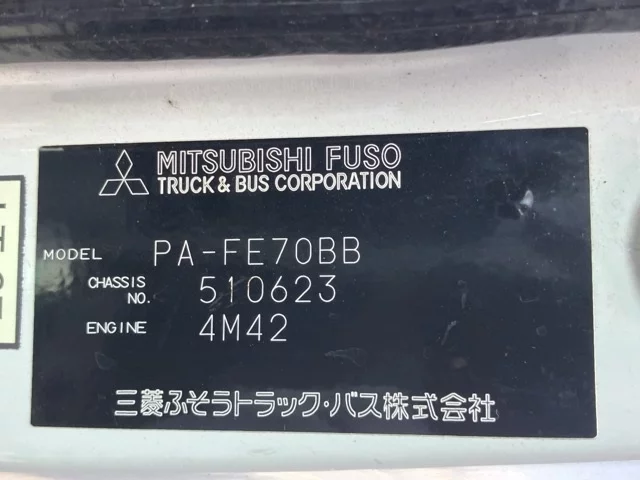 MITSUBISHI FUSO
TRUCK & BUS CORPORATION
MODEL PA-FE70BB
CHASSIS NO. 510623
ENGINE 4M42
三菱ふそうトラック・バス株式会社